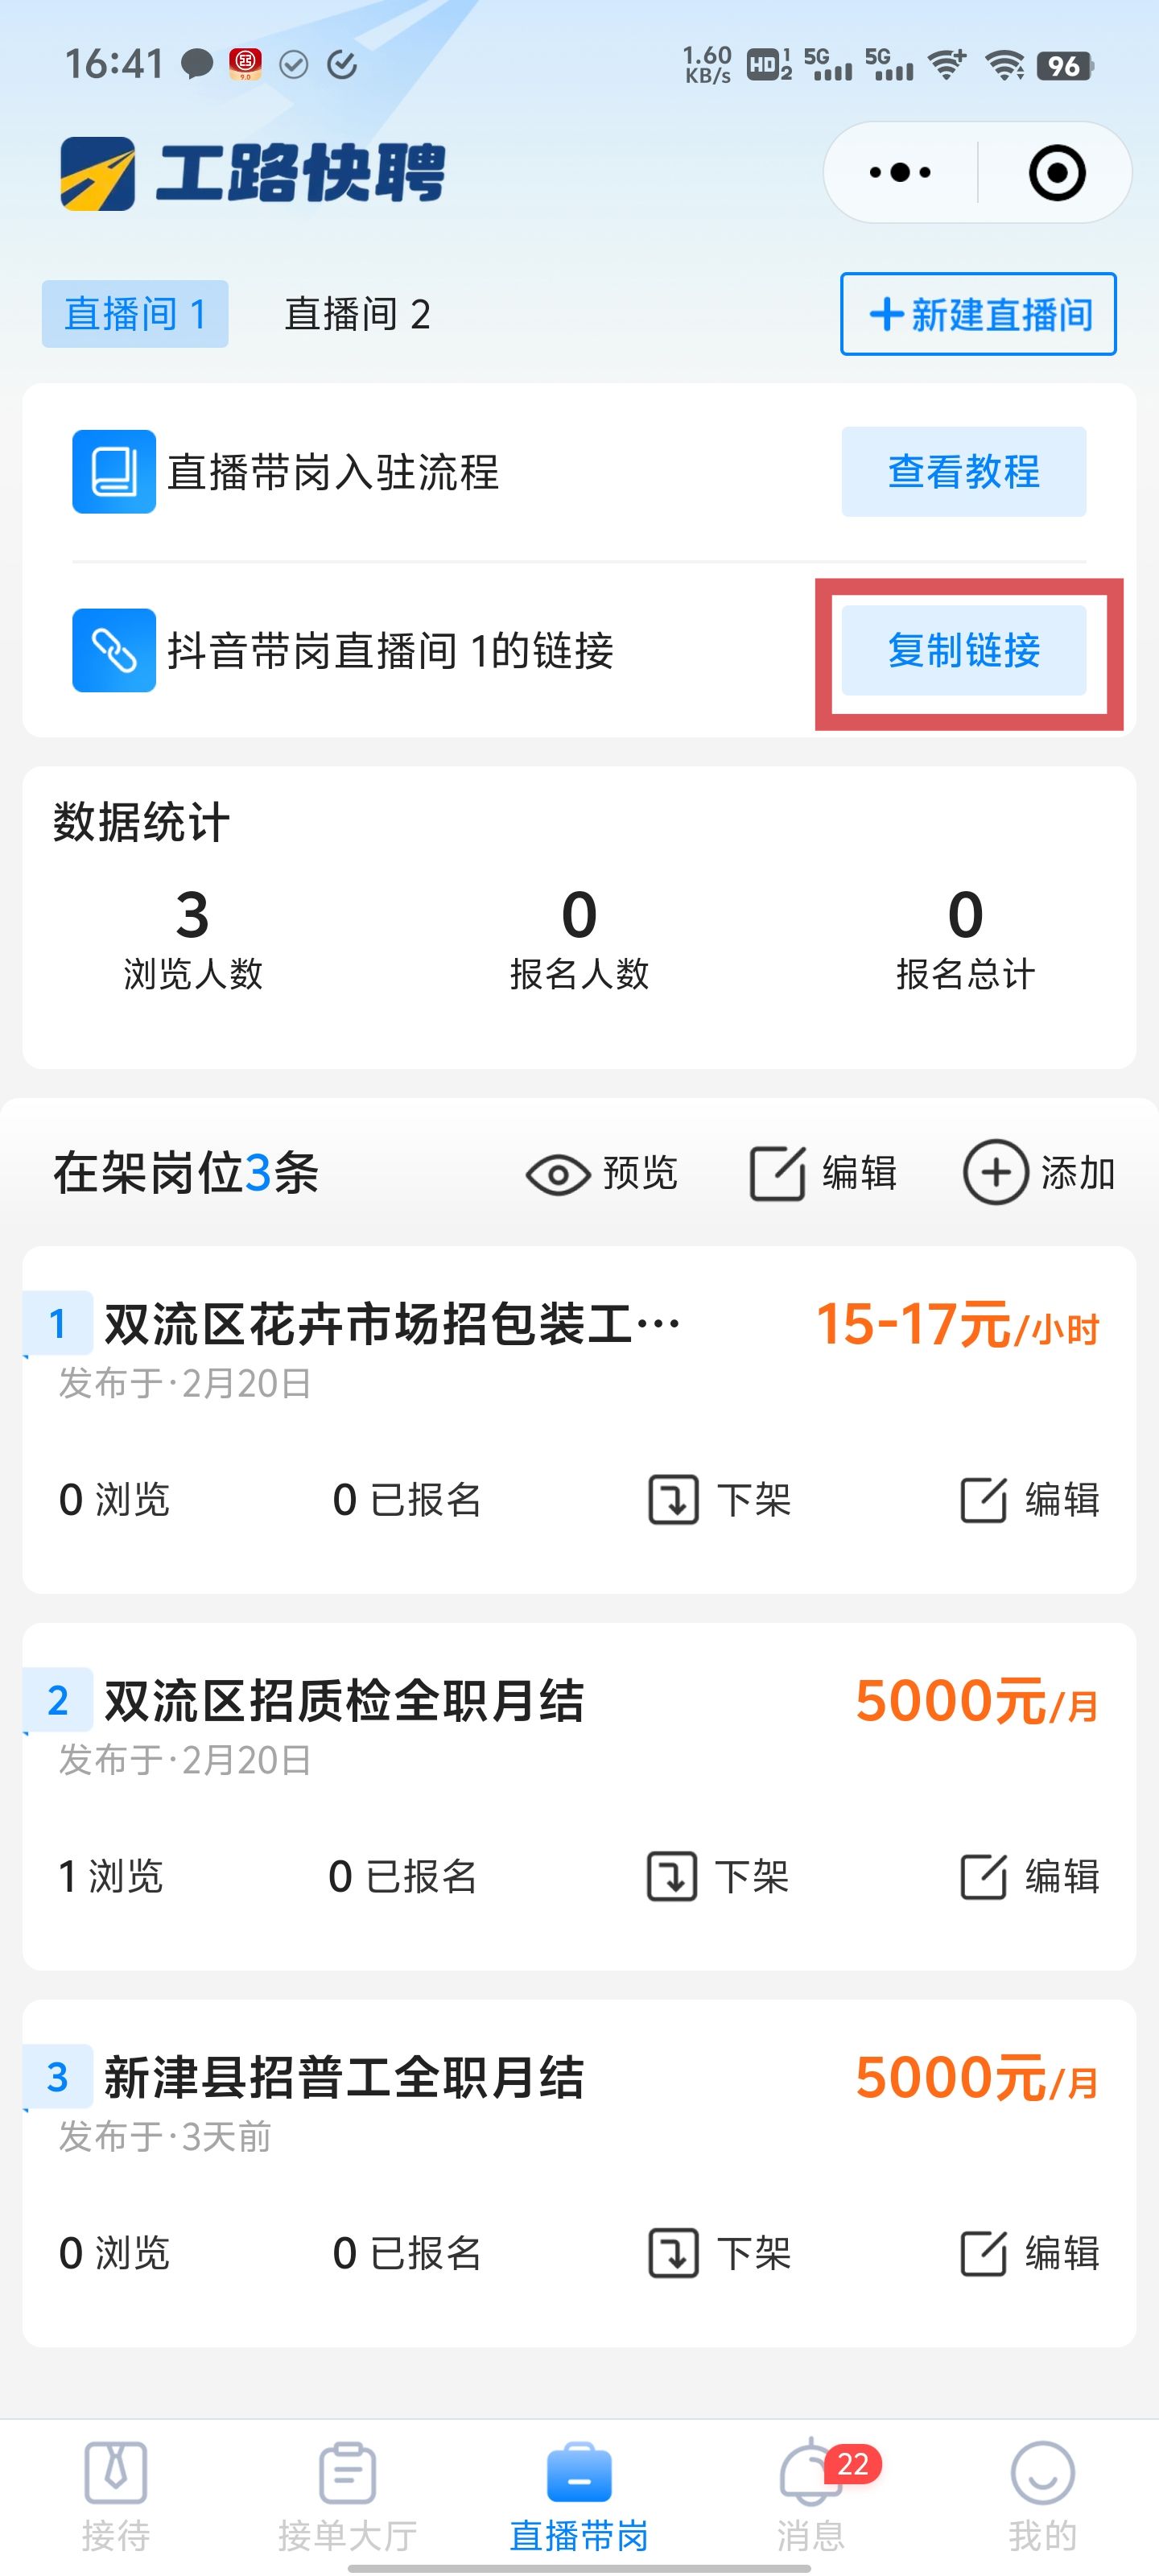 16:41
9.0
1.60 KB/s HD 1 2 5G 5G 96
工路快聘
直播间 1 直播间 2 +新建直播间
直播带岗入驻流程 查看教程
抖音带岗直播间 1的链接 复制链接
数据统计
3 0 0
浏览人数 报名人数 报名总计
在架岗位3条 预览 编辑 添加
1 双流区花卉市场招包装工… 15-17元/小时
发布于·2月20日
0 浏览 0 已报名 下架 编辑
2 双流区招质检全职月结 5000元/月
发布于·2月20日
1 浏览 0 已报名 下架 编辑
3 新津县招普工全职月结 5000元/月
发布于·3天前
0 浏览 0 已报名 下架 编辑
22
接待 接单大厅 直播带岗 消息 我的